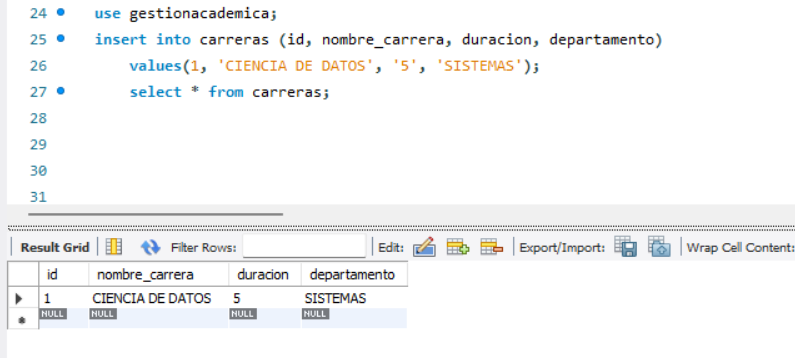 24 use gestionacademica;
25 insert into carreras (id, nombre_carrera, duracion, departamento)
26 values(1, 'CIENCIA DE DATOS', '5', 'SISTEMAS');
27 select * from carreras;
28
29
30
31
Result Grid Filter Rows: Edit: Export/Import: Wrap Cell Content:
id nombre_carrera duracion departamento
1 CIENCIA DE DATOS 5 SISTEMAS
NULL NULL NULL NULL